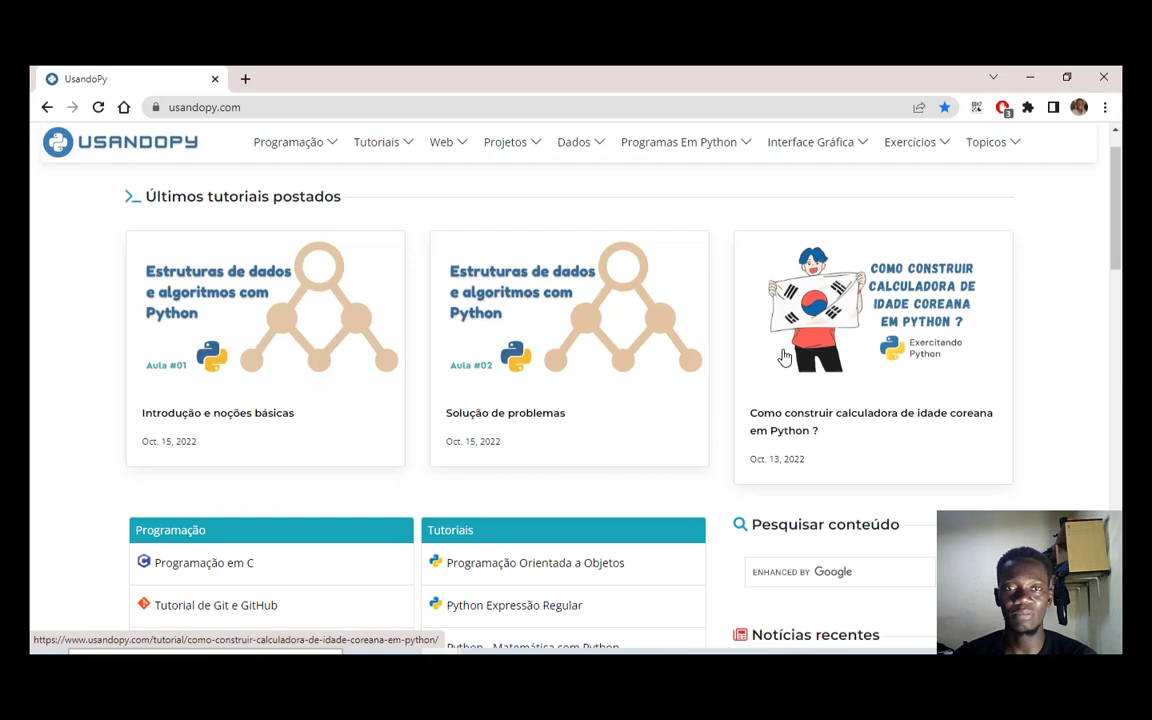 UsandoPy
usandopy.com
3
USANDOPY
Programação Tutoriais Web Projetos Dados Programas Em Python Interface Gráfica Exercícios Topicos
Últimos tutoriais postados
Estruturas de dados
e algoritmos com
Python
Aula #01
Introdução e noções básicas
Oct. 15, 2022
Estruturas de dados
e algoritmos com
Python
Aula #02
Solução de problemas
Oct. 15, 2022
COMO CONSTRUIR
CALCULADORA DE
IDADE COREANA
EM PYTHON ?
Exercitando
Python
Como construir calculadora de idade coreana
em Python ?
Oct. 13, 2022
Programação
Programação em C
Tutorial de Git e GitHub
Tutoriais
Programação Orientada a Objetos
Python Expressão Regular
Python - Matemática com Python
Pesquisar conteúdo
ENHANCED BY Google
Notícias recentes
https://www.usandopy.com/tutorial/como-construir-calculadora-de-idade-coreana-em-python/